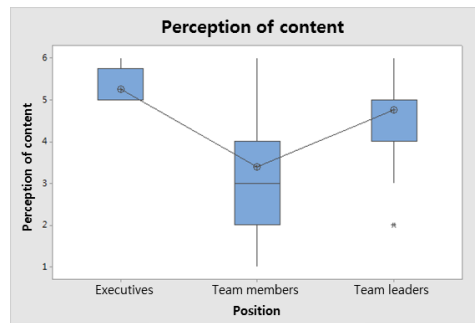 Perception of content
Perception of content
6
5
4
3
2
1
Executives
Team members
Team leaders
Position